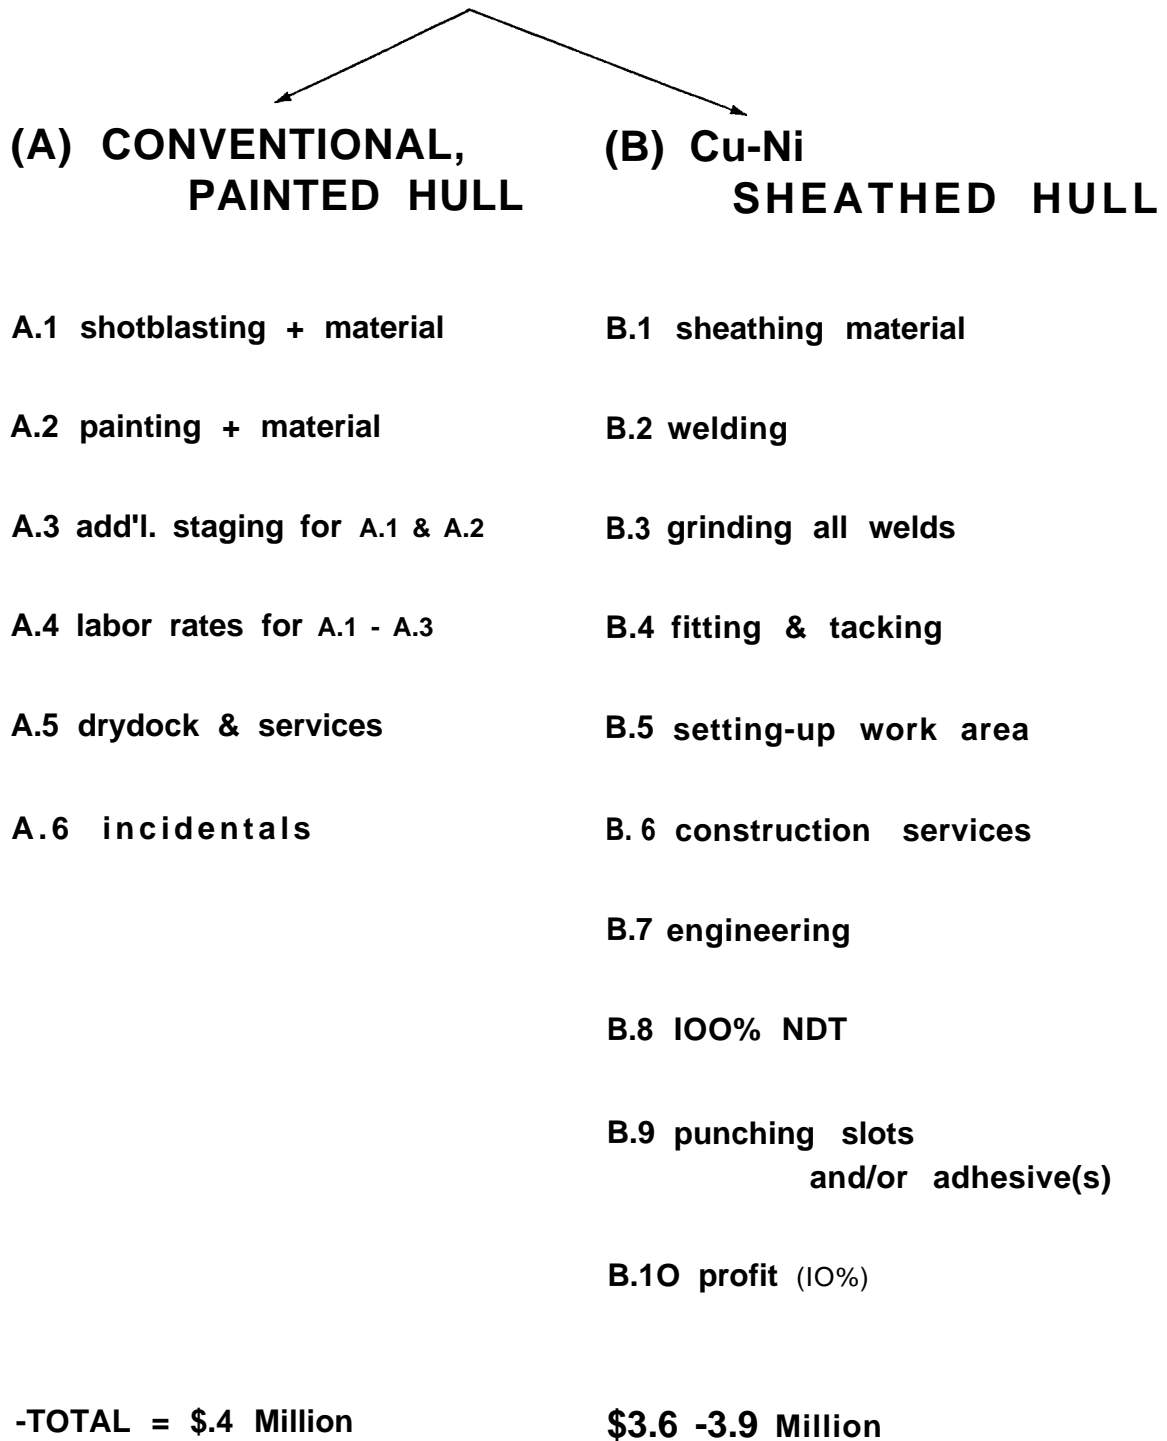 (A) CONVENTIONAL,
PAINTED HULL
A.1 shotblasting + material
A.2 painting + material
A.3 add'l. staging for A.1 & A.2
A.4 labor rates for A.1 - A.3
A.5 drydock & services
A.6 incidentals
-TOTAL = $.4 Million
(B) Cu-Ni
SHEATHED HULL
B.1 sheathing material
B.2 welding
B.3 grinding all welds
B.4 fitting & tacking
B.5 setting-up work area
B. 6 construction services
B.7 engineering
B.8 IOO% NDT
B.9 punching slots
and/or adhesive(s)
B.1O profit (IO%)
$3.6 -3.9 Million